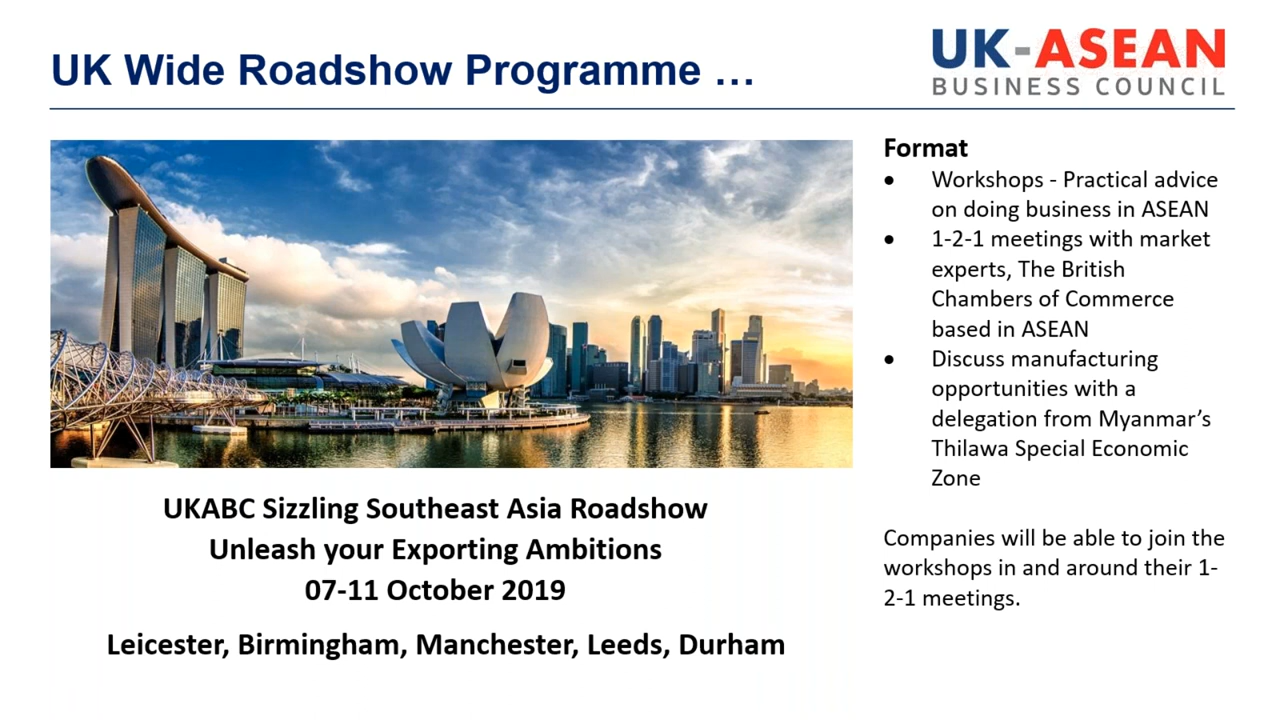 UK Wide Roadshow Programme …
UK-ASEAN
BUSINESS COUNCIL
Format
• Workshops - Practical advice
on doing business in ASEAN
• 1-2-1 meetings with market
experts, The British
Chambers of Commerce
based in ASEAN
• Discuss manufacturing
opportunities with a
delegation from Myanmar’s
Thilawa Special Economic
Zone
Companies will be able to join the
workshops in and around their 1-
2-1 meetings.
UKABC Sizzling Southeast Asia Roadshow
Unleash your Exporting Ambitions
07-11 October 2019
Leicester, Birmingham, Manchester, Leeds, Durham